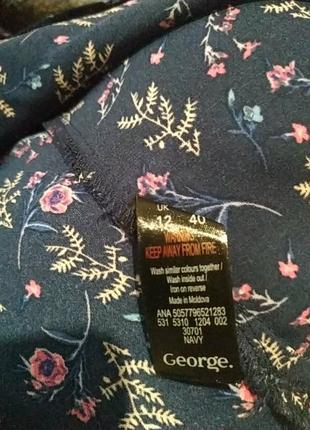 UK
12 40
WARNING
KEEP AWAY FROM FIRE
Wash similar colours together /
Wash inside out /
Iron on reverse
Made in Moldova
ANA 5057796521283
531 5310 1204 002
30701
NAVY
George.